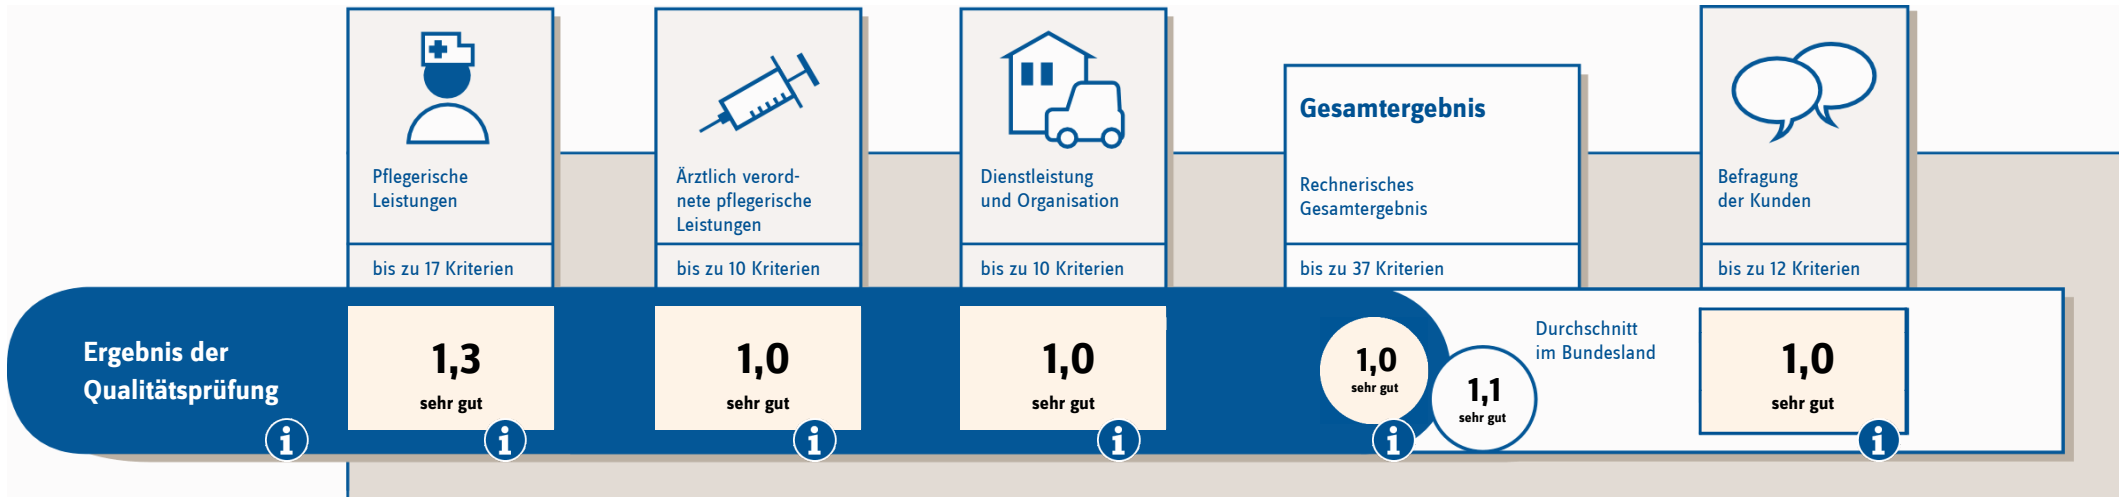 Pflegerische
Leistungen
bis zu 17 Kriterien
Ärztlich verord-
nete pflegerische
Leistungen
bis zu 10 Kriterien
Dienstleistung
und Organisation
bis zu 10 Kriterien
Gesamtergebnis
Rechnerisches
Gesamtergebnis
bis zu 37 Kriterien
Befragung
der Kunden
bis zu 12 Kriterien
Ergebnis der
Qualitätsprüfung
i
1,3
sehr gut
i
1,0
sehr gut
i
1,0
sehr gut
i
1,0
sehr gut
i
1,1
sehr gut
Durchschnitt
im Bundesland
1,0
sehr gut
i